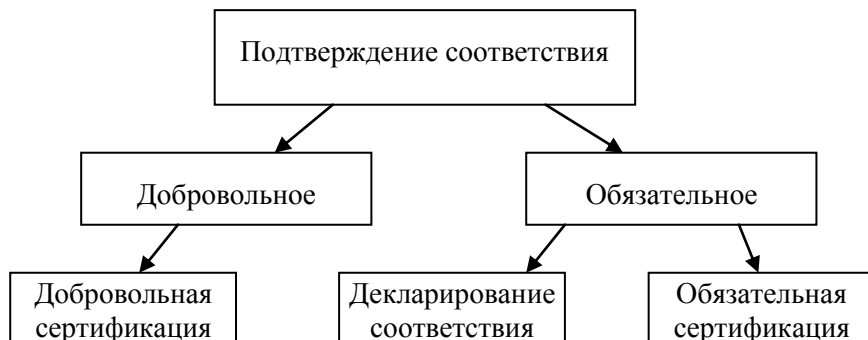 Подтверждение соответствия
Добровольное
Обязательное
Добровольная
сертификация
Декларирование
соответствия
Обязательная
сертификация